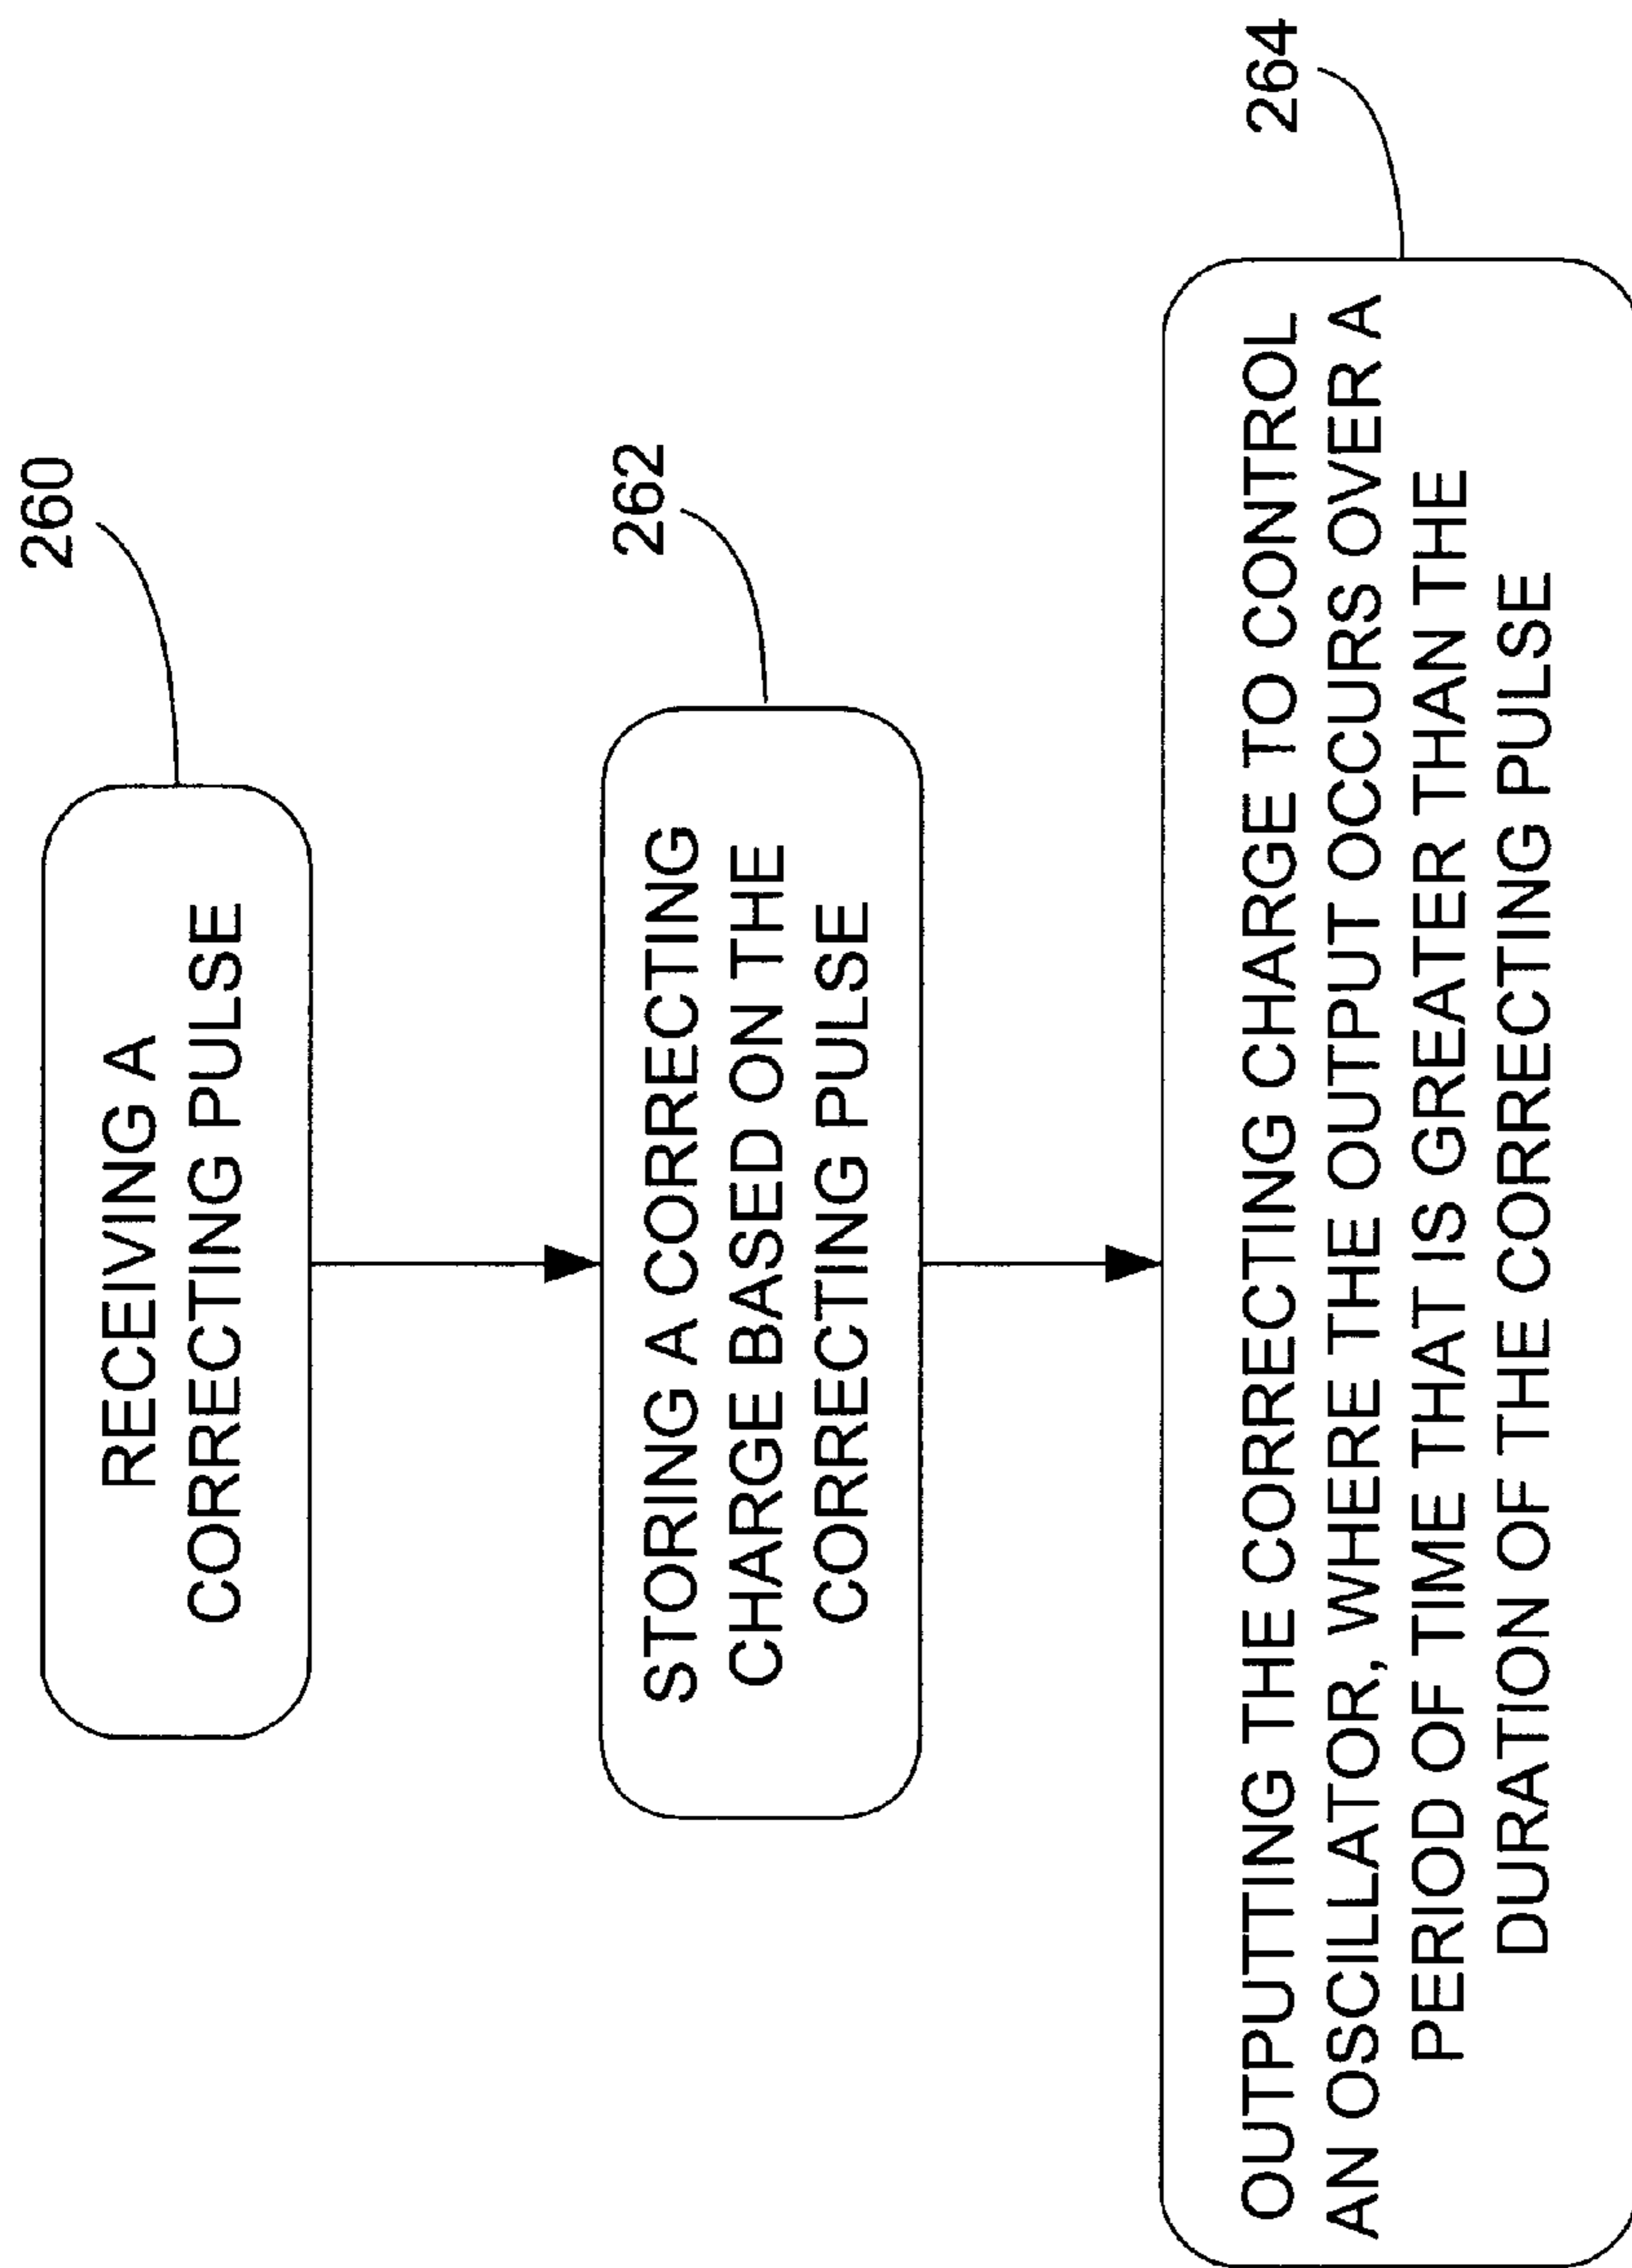 260
RECEIVING A
CORRECTING PULSE
262
STORING A CORRECTING
CHARGE BASED ON THE
CORRECTING PULSE
264
OUTPUTTING THE CORRECTING CHARGE TO CONTROL
AN OSCILLATOR, WHERE THE OUTPUT OCCURS OVER A
PERIOD OF TIME THAT IS GREATER THAN THE
DURATION OF THE CORRECTING PULSE